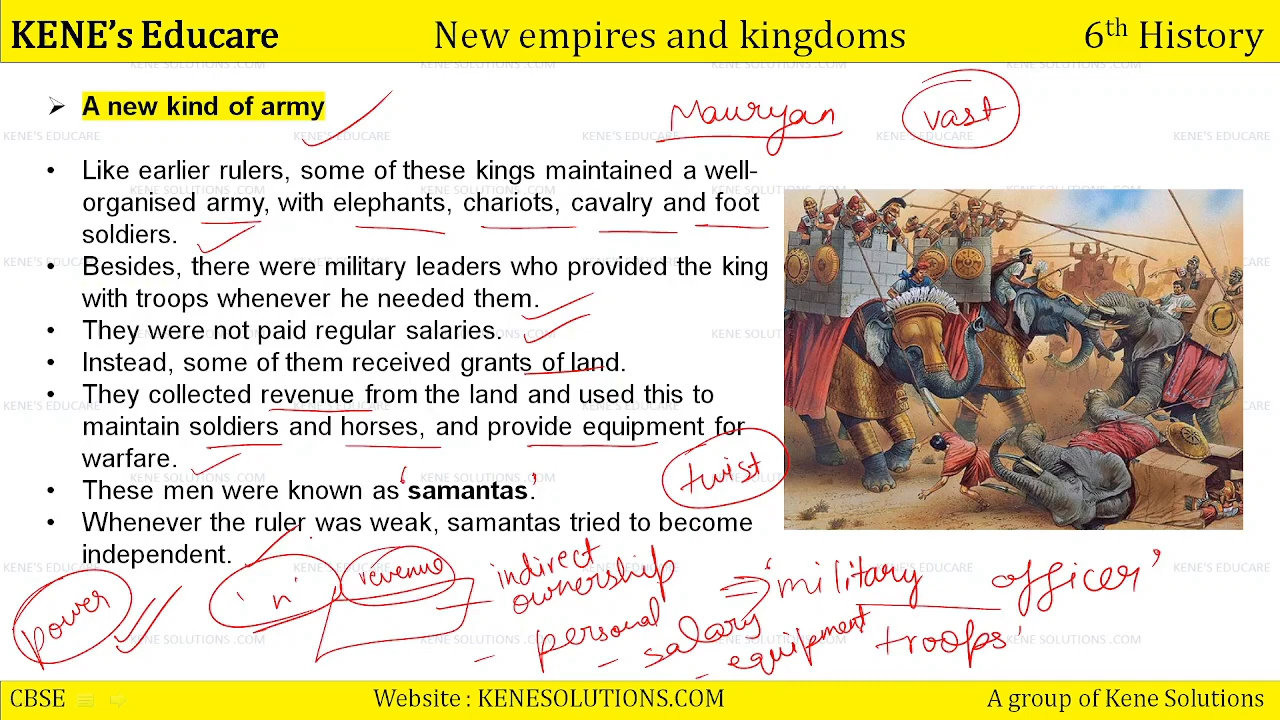 KENE's Educare New empires and kingdoms 6th History
➢ A new kind of army
Mauryan vast
• Like earlier rulers, some of these kings maintained a well-
organised army, with elephants, chariots, cavalry and foot
soldiers.
• Besides, there were military leaders who provided the king
with troops whenever he needed them.
• They were not paid regular salaries.
• Instead, some of them received grants of land.
• They collected revenue from the land and used this to
maintain soldiers and horses, and provide equipment for
warfare.
twist
• These men were known as 'samantas'.
• Whenever the ruler was weak, samantas tried to become
independent.
power
'n'
revenue
- indirect
ownership
⇒ 'military officer'
- personal
- salary
- equipment troops'
KENE'S EDUCARE
KENE SOLUTIONS .COM
CBSE Website : KENESOLUTIONS.COM A group of Kene Solutions